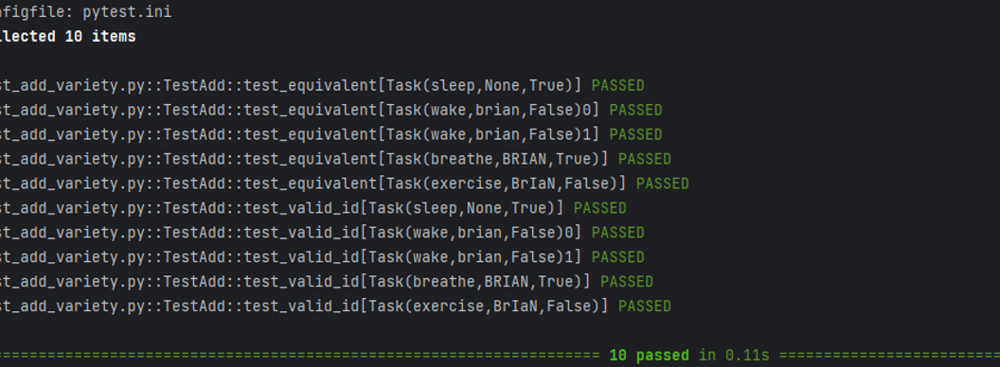 nfigfile: pytest.ini
llected 10 items
st_add_variety.py::TestAdd::test_equivalent[Task(sleep,None,True)] PASSED
st_add_variety.py::TestAdd::test_equivalent[Task(wake,brian,False)0] PASSED
st_add_variety.py::TestAdd::test_equivalent[Task(wake,brian,False)1] PASSED
st_add_variety.py::TestAdd::test_equivalent[Task(breathe,BRIAN,True)] PASSED
st_add_variety.py::TestAdd::test_equivalent[Task(exercise,BrIaN,False)] PASSED
st_add_variety.py::TestAdd::test_valid_id[Task(sleep,None,True)] PASSED
st_add_variety.py::TestAdd::test_valid_id[Task(wake,brian,False)0] PASSED
st_add_variety.py::TestAdd::test_valid_id[Task(wake,brian,False)1] PASSED
st_add_variety.py::TestAdd::test_valid_id[Task(breathe,BRIAN,True)] PASSED
st_add_variety.py::TestAdd::test_valid_id[Task(exercise,BrIaN,False)] PASSED
==================================================================== 10 passed in 0.11s =========================